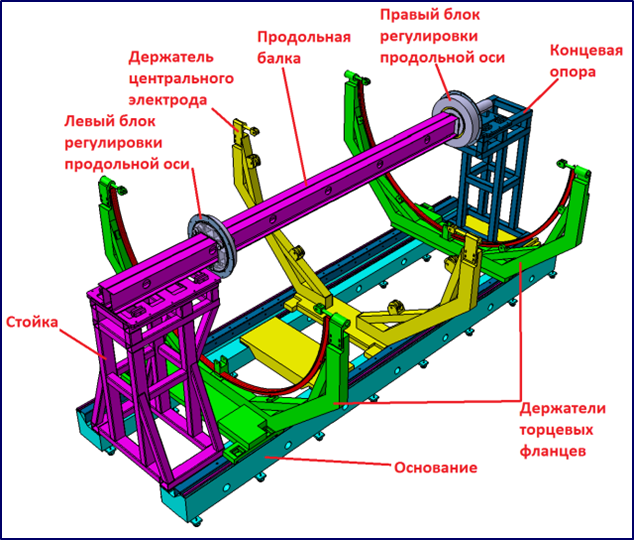 Правый блок
регулировки
продольной оси
Продольная
балка
Концевая
опора
Держатель
центрального
электрода
Левый блок
регулировки
продольной оси
Стойка
Держатели
торцевых
фланцев
Основание